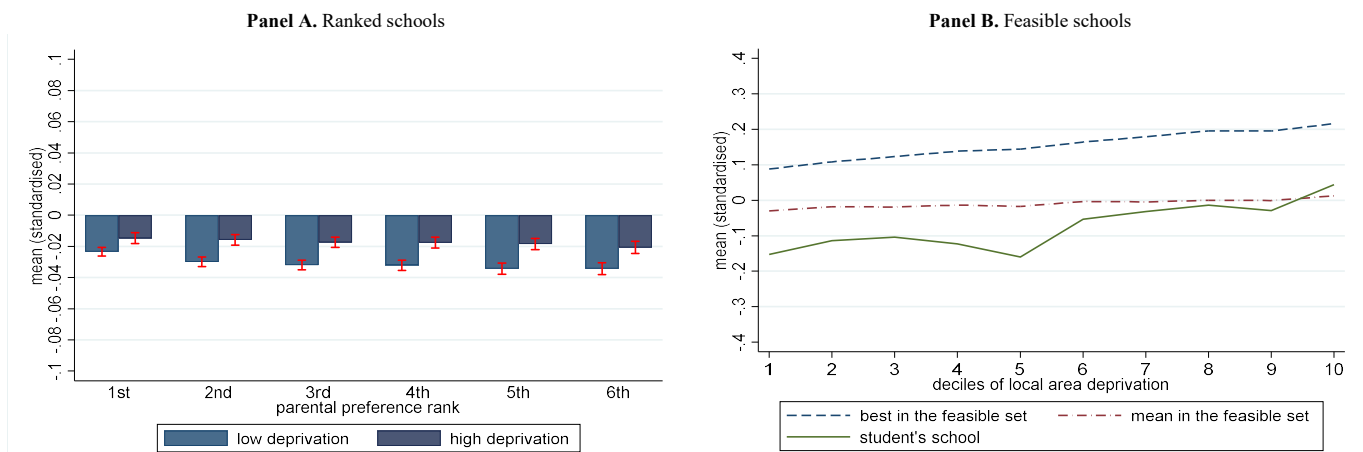 Panel A. Ranked schools
mean (standardised)
.1
.08
.06
.04
.02
0
-.02
-.04
-.06
-.08
-.1
1st 2nd 3rd 4th 5th 6th
parental preference rank
low deprivation high deprivation
Panel B. Feasible schools
mean (standardised)
.4
.3
.2
.1
0
-.1
-.2
-.3
-.4
1 2 3 4 5 6 7 8 9 10
deciles of local area deprivation
best in the feasible set mean in the feasible set
student's school